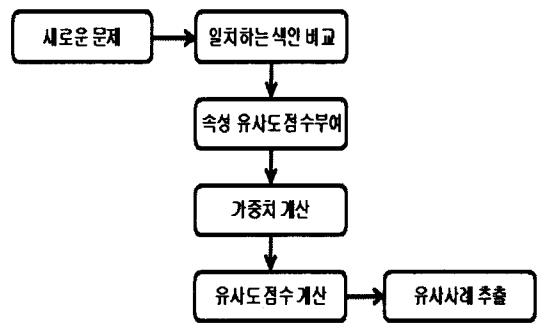 새로운 문제
일치하는 색인 비교
속성 유사도 점수부여
가중치 계산
유사도 점수 계산
유사사례 추출